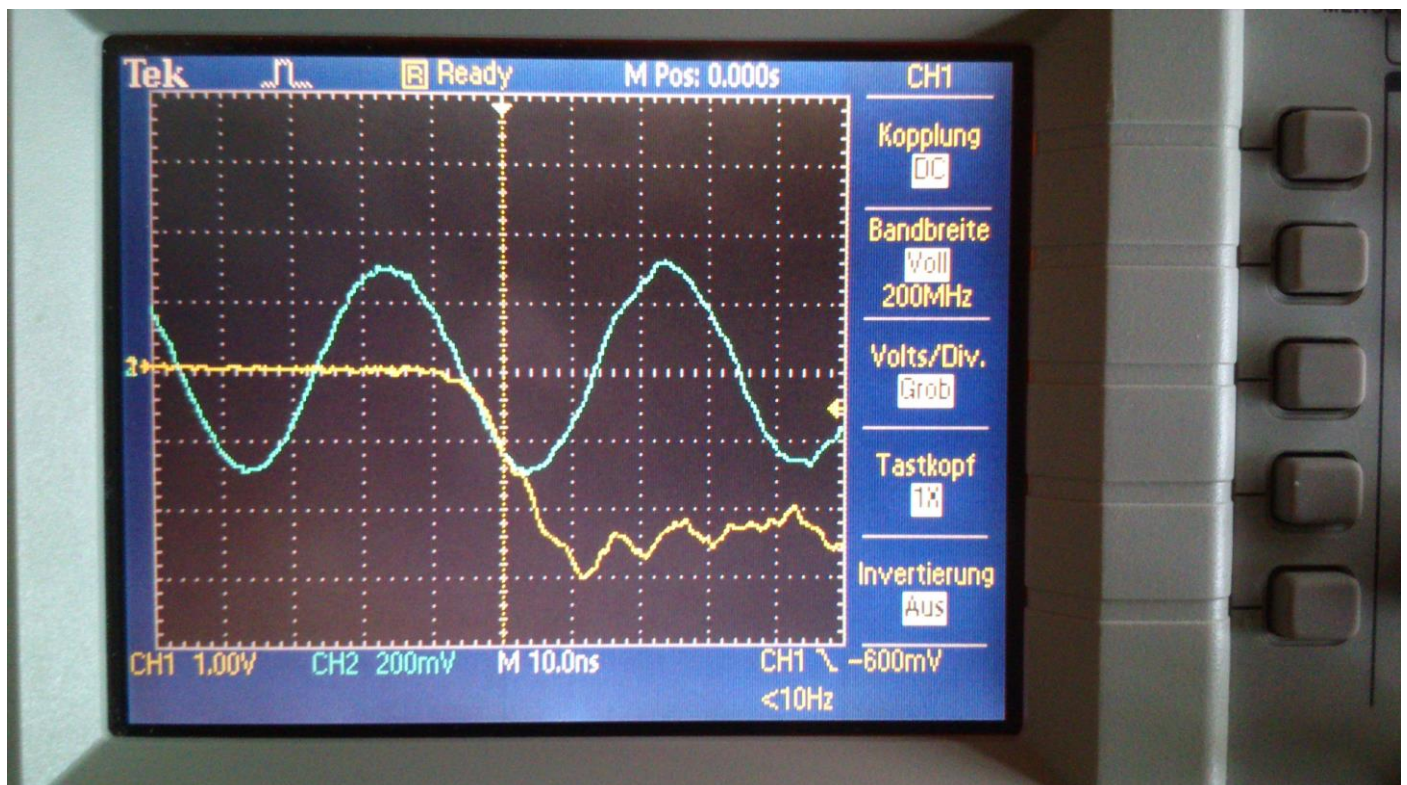 Tek R Ready M Pos: 0.000s CH1
Kopplung
DC
Bandbreite
Voll
200MHz
Volts/Div.
Grob
Tastkopf
1X
Invertierung
Aus
CH1 1.00V CH2 200mV M 10.0ns CH1 -600mV
<10Hz